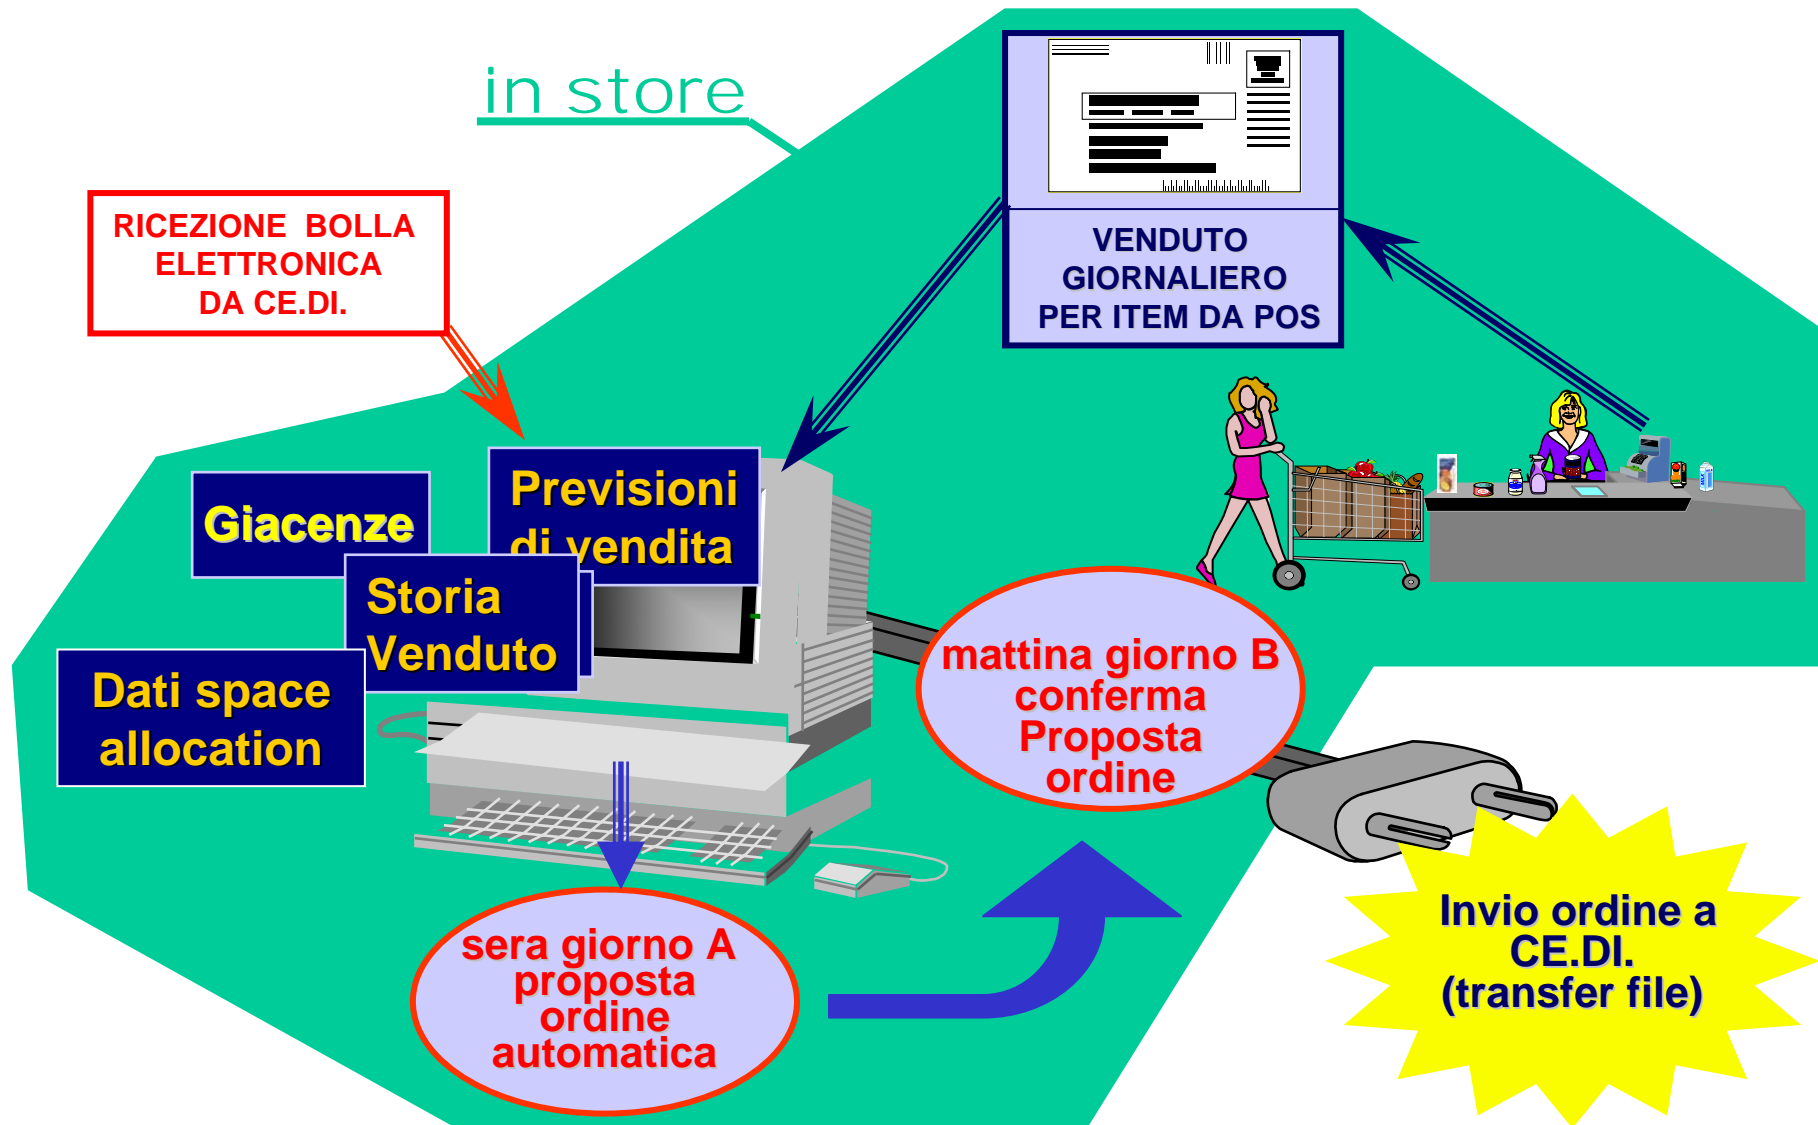 in store
RICEZIONE BOLLA
ELETTRONICA
DA CE.DI.
VENDUTO
GIORNALIERO
PER ITEM DA POS
Previsioni
di vendita
Giacenze
Storia
Venduto
Dati space
allocation
mattina giorno B
conferma
Proposta
ordine
sera giorno A
proposta
ordine
automatica
Invio ordine a
CE.DI.
(transfer file)